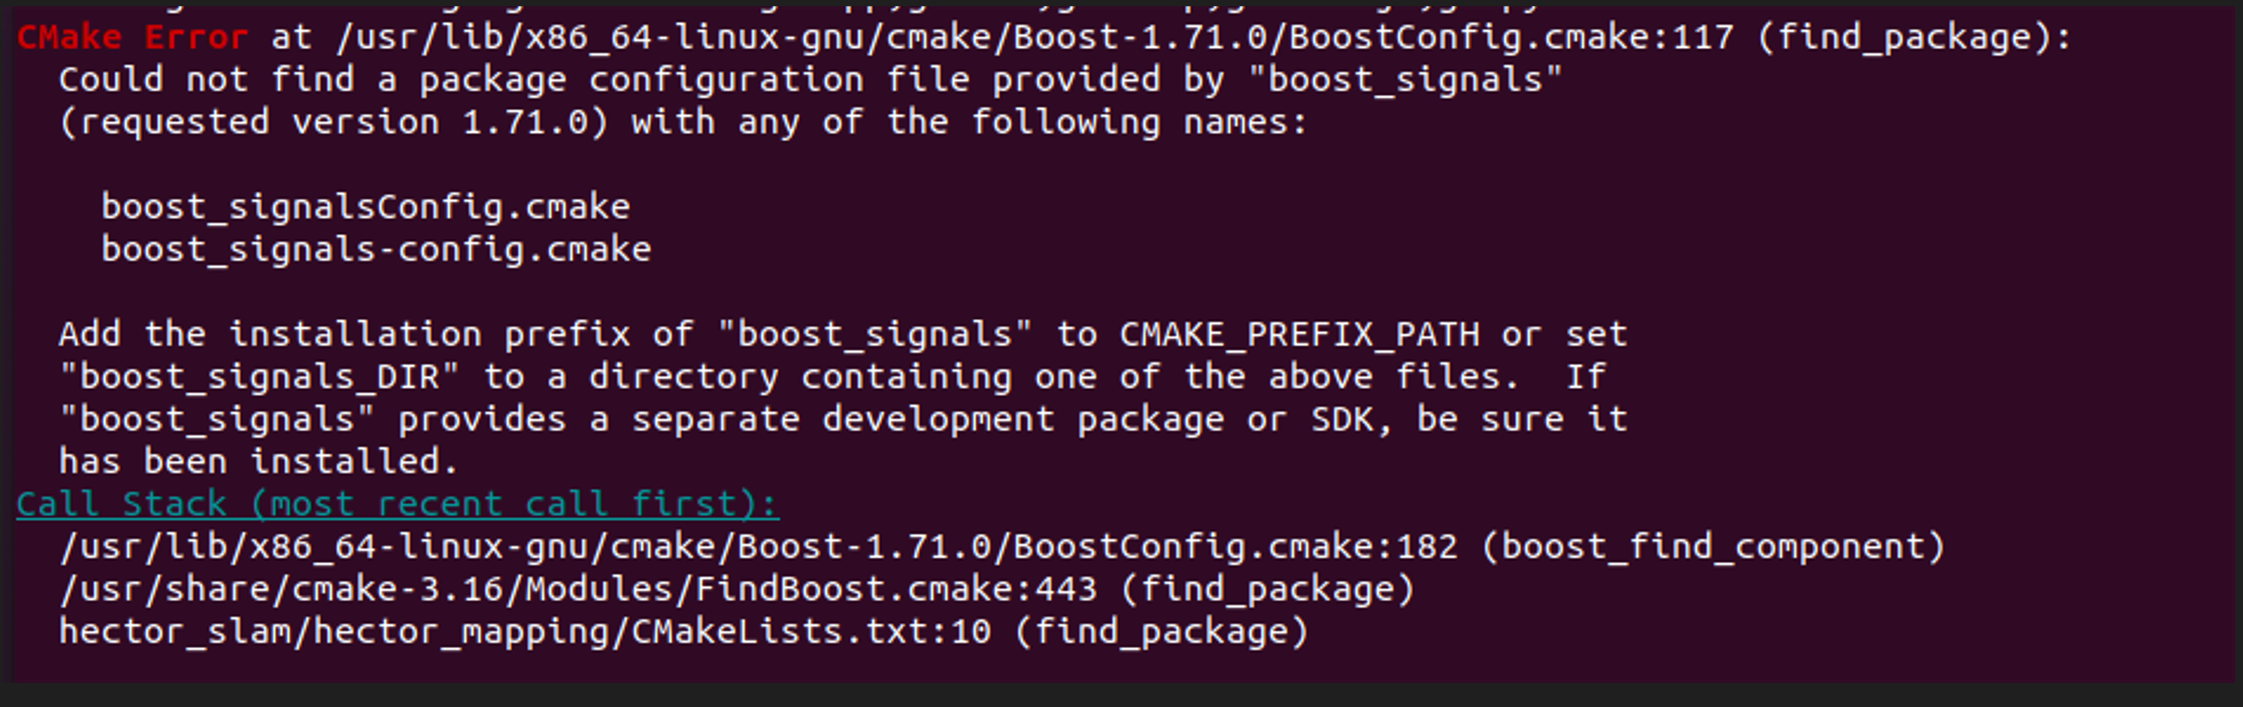 CMake Error at /usr/lib/x86_64-linux-gnu/cmake/Boost-1.71.0/BoostConfig.cmake:117 (find_package):
  Could not find a package configuration file provided by "boost_signals"
  (requested version 1.71.0) with any of the following names:

    boost_signalsConfig.cmake
    boost_signals-config.cmake

  Add the installation prefix of "boost_signals" to CMAKE_PREFIX_PATH or set
  "boost_signals_DIR" to a directory containing one of the above files.  If
  "boost_signals" provides a separate development package or SDK, be sure it
  has been installed.
Call Stack (most recent call first):
  /usr/lib/x86_64-linux-gnu/cmake/Boost-1.71.0/BoostConfig.cmake:182 (boost_find_component)
  /usr/share/cmake-3.16/Modules/FindBoost.cmake:443 (find_package)
  hector_slam/hector_mapping/CMakeLists.txt:10 (find_package)